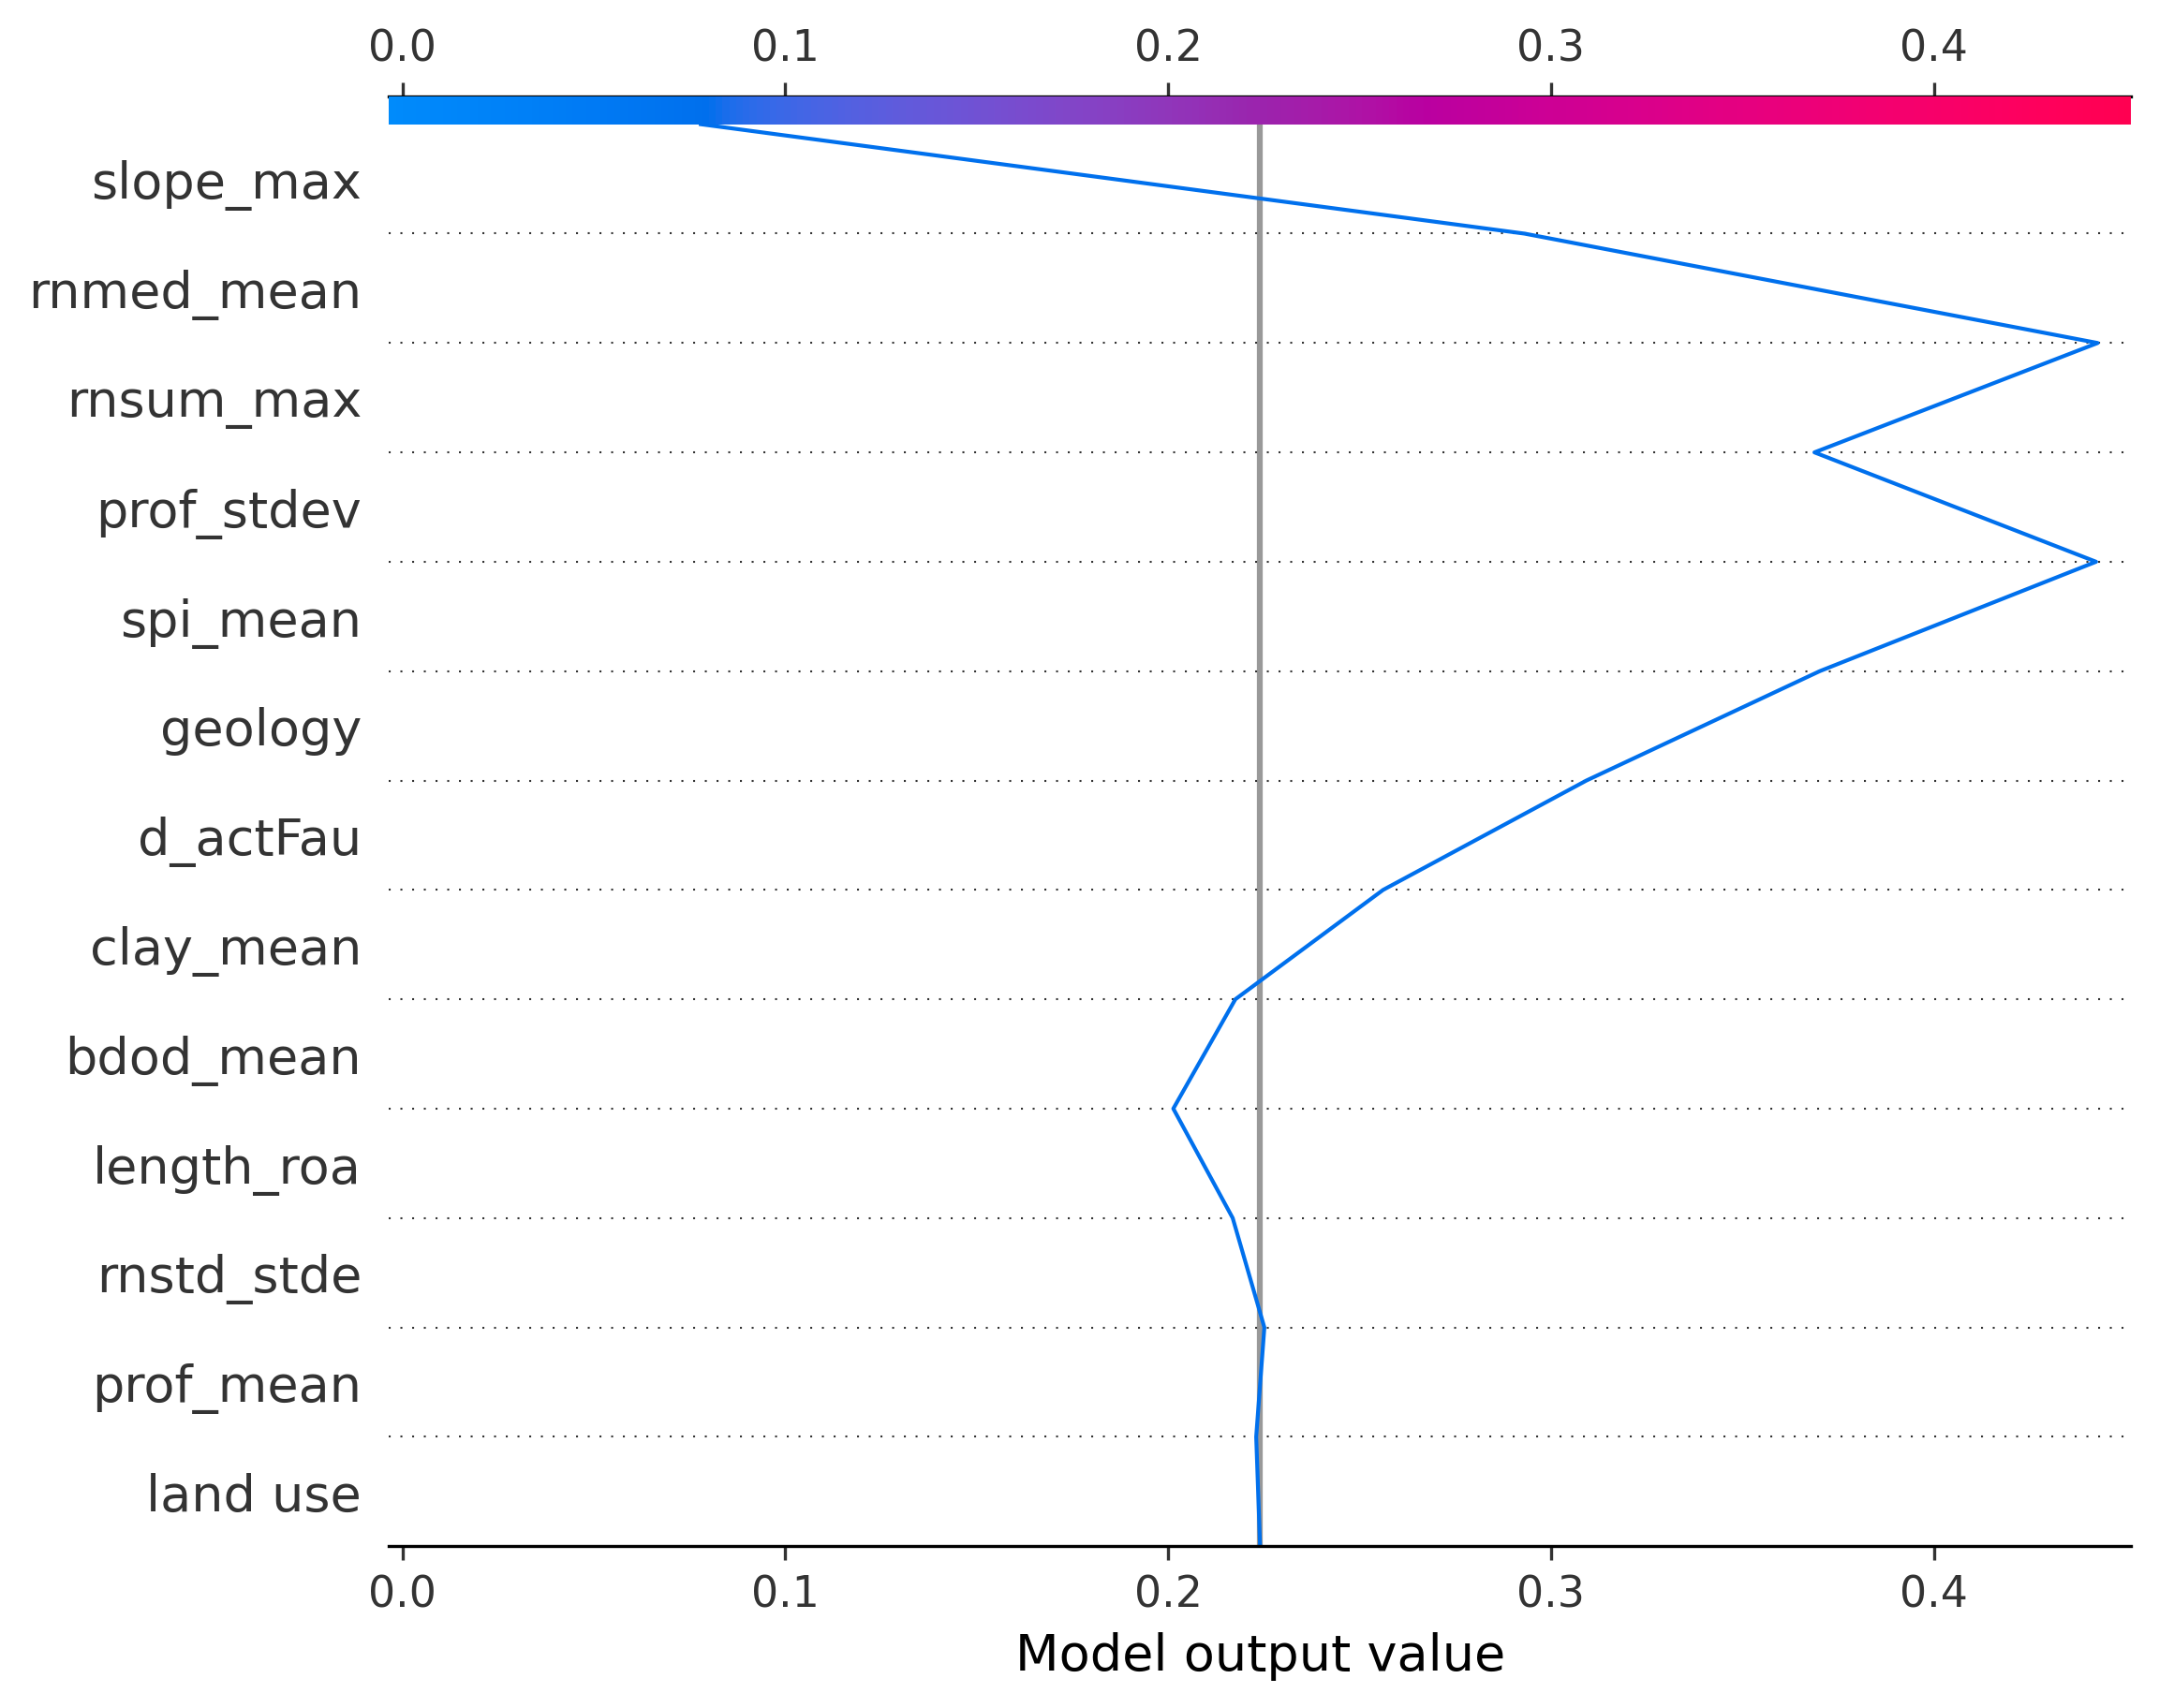 0.0 0.1 0.2 0.3 0.4
slope_max
rnmed_mean
rnsum_max
prof_stdev
spi_mean
geology
d_actFau
clay_mean
bdod_mean
length_roa
rnstd_stde
prof_mean
land use
0.0 0.1 0.2 0.3 0.4
Model output value